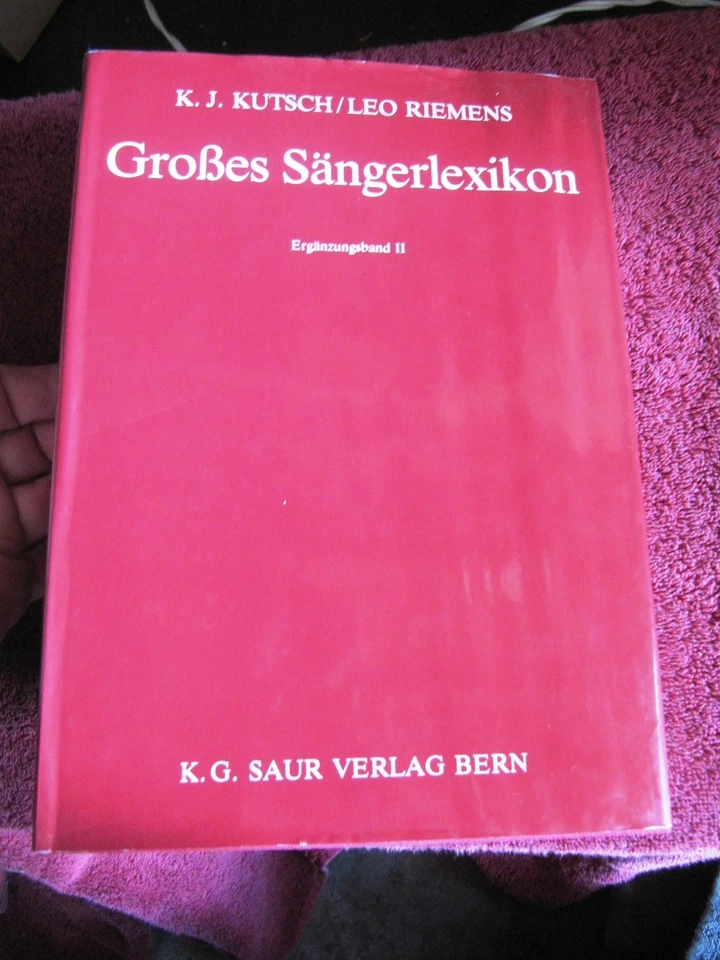 K. J. KUTSCH/LEO RIEMENS
Großes Sängerlexikon
Ergänzungsband II
K. G. SAUR VERLAG BERN